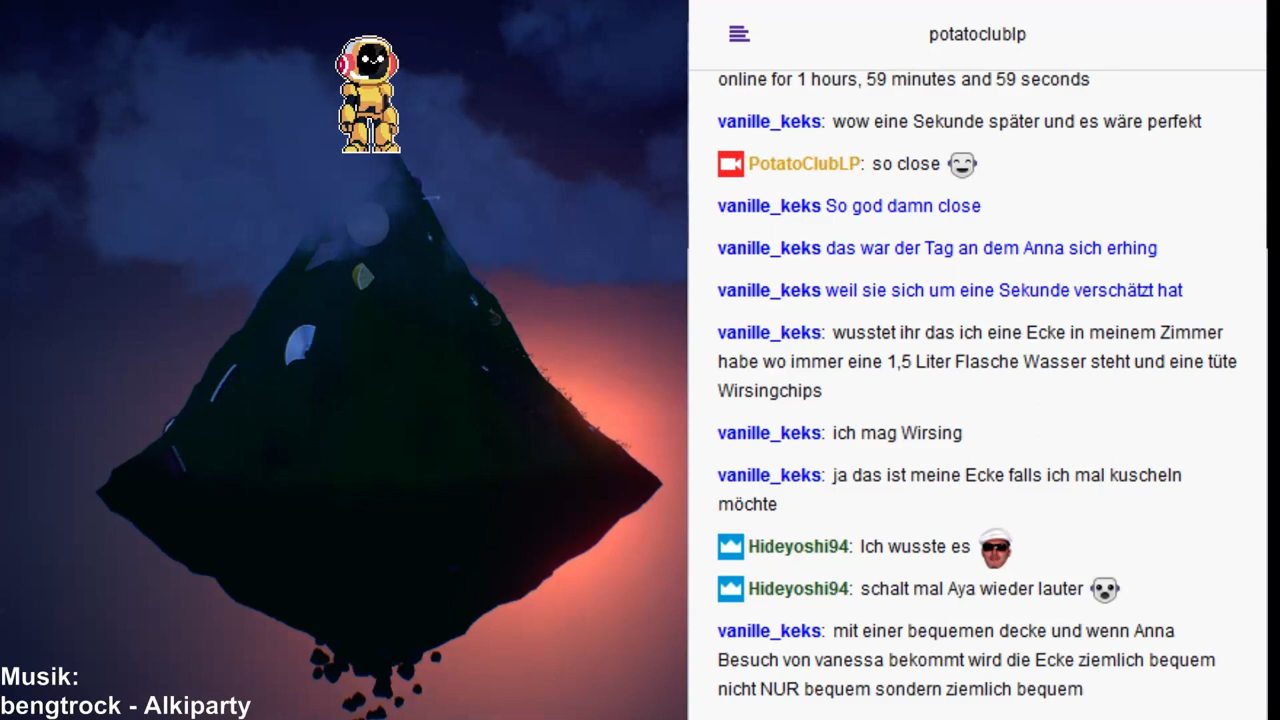 potatoclublp
online for 1 hours, 59 minutes and 59 seconds
vanille_keks: wow eine Sekunde später und es wäre perfekt
PotatoClubLP: so close
vanille_keks So god damn close
vanille_keks das war der Tag an dem Anna sich erhing
vanille_keks weil sie sich um eine Sekunde verschätzt hat
vanille_keks: wusstet ihr das ich eine Ecke in meinem Zimmer
habe wo immer eine 1,5 Liter Flasche Wasser steht und eine tüte
Wirsingchips
vanille_keks: ich mag Wirsing
vanille_keks: ja das ist meine Ecke falls ich mal kuscheln
möchte
Hideyoshi94: Ich wusste es
Hideyoshi94: schalt mal Aya wieder lauter
vanille_keks: mit einer bequemen decke und wenn Anna
Besuch von vanessa bekommt wird die Ecke ziemlich bequem
nicht NUR bequem sondern ziemlich bequem
Musik:
bengtrock - Alkiparty